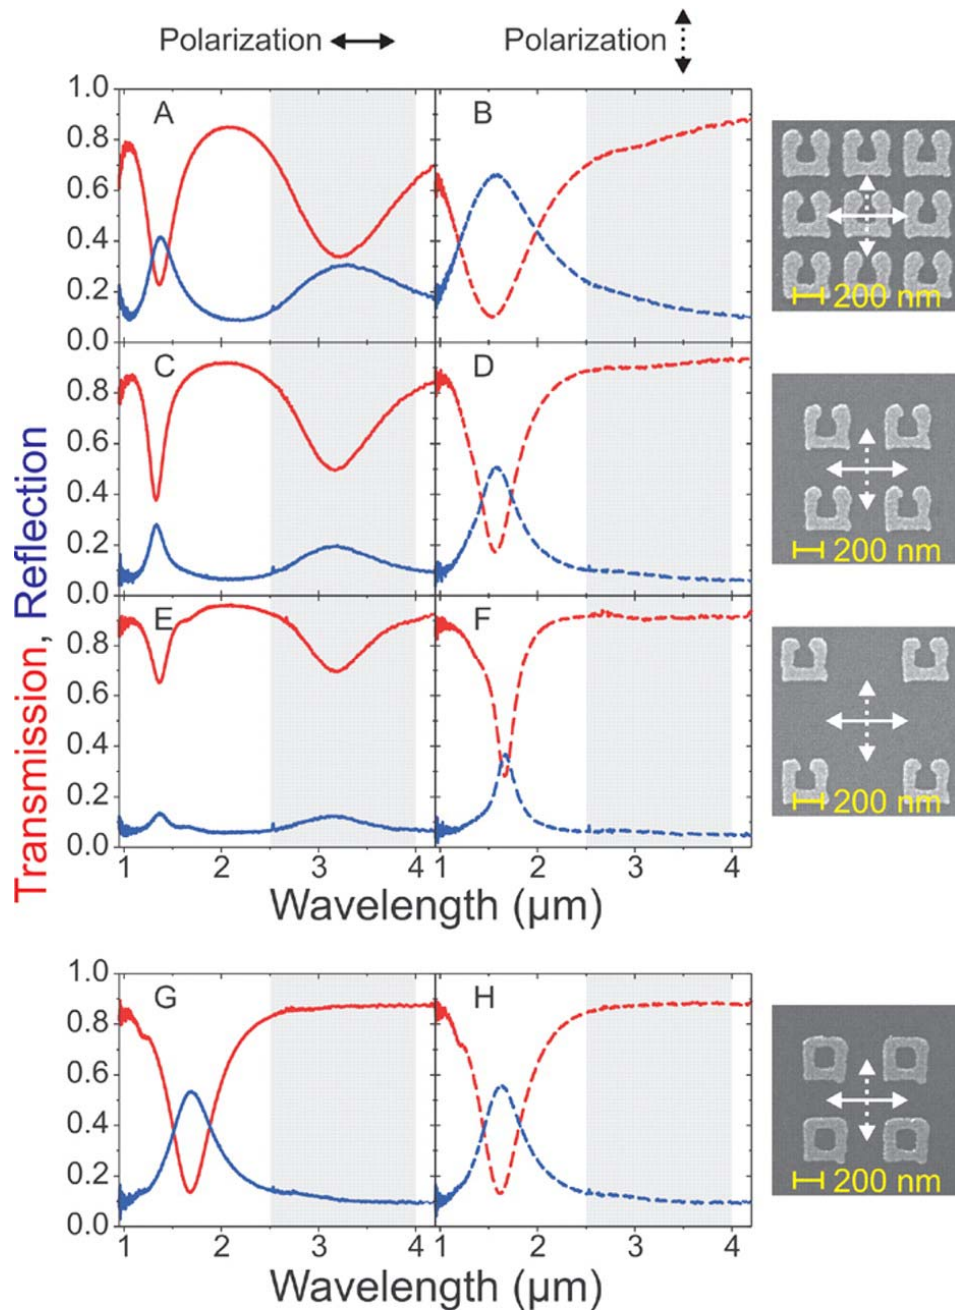 Polarization Polarization
1.0 A B
0.8
0.6
0.4
0.2
0.0
200 nm
C D
0.8
0.6
0.4
0.2
0.0
200 nm
E F
0.8
0.6
0.4
0.2
0.0
200 nm
1 2 3 4 1 2 3 4
Wavelength (μm)
Transmission, Reflection
1.0 G H
0.8
0.6
0.4
0.2
0.0
200 nm
1 2 3 4 1 2 3 4
Wavelength (μm)